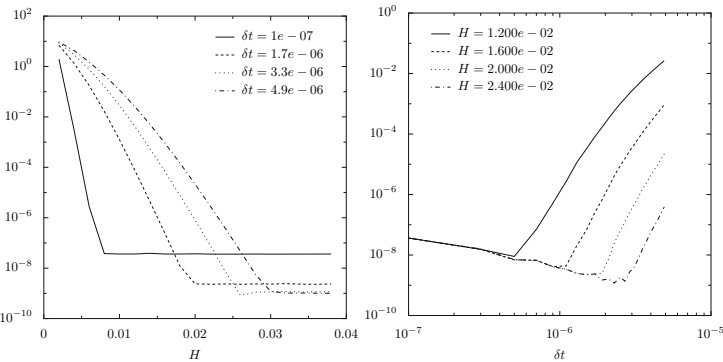 10^2
10^0
10^−2
10^−4
10^−6
10^−8
10^−10
0
0.01
0.02
0.03
0.04
H
δt = 1e − 07
δt = 1.7e − 06
δt = 3.3e − 06
δt = 4.9e − 06
10^0
10^−2
10^−4
10^−6
10^−8
10^−10
10^−7
10^−6
10^−5
δt
H = 1.200e − 02
H = 1.600e − 02
H = 2.000e − 02
H = 2.400e − 02